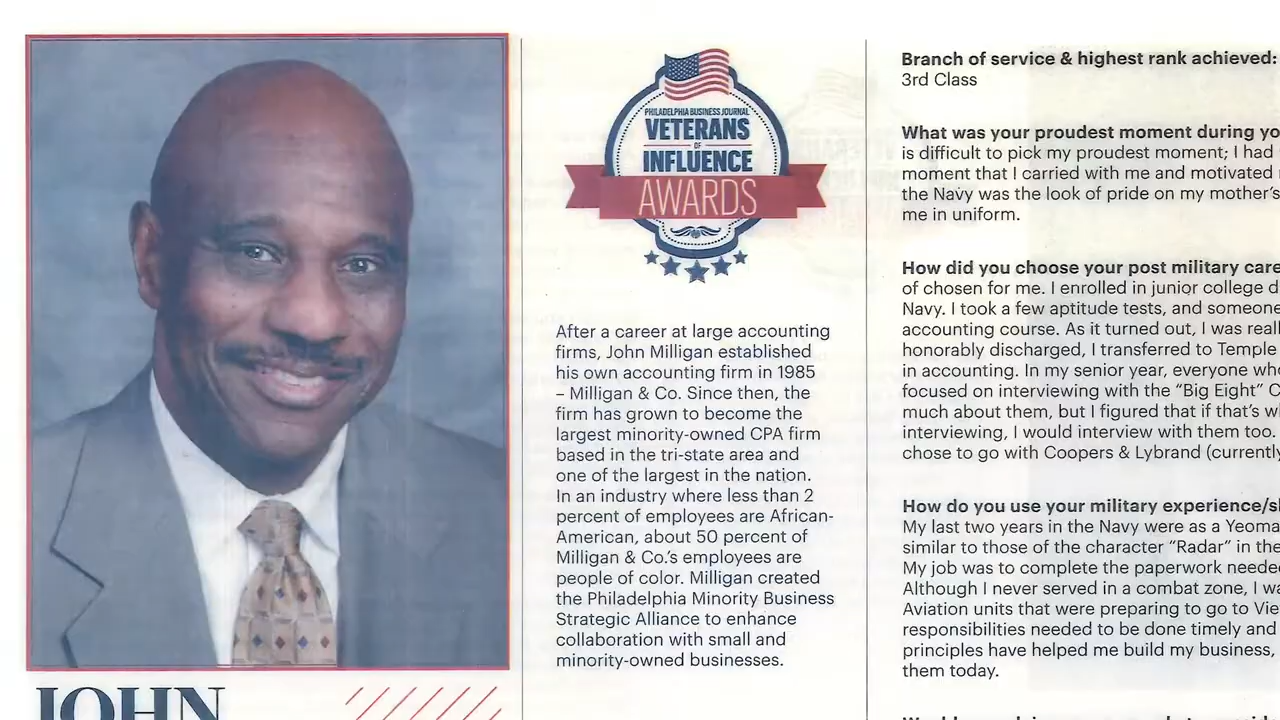 PHILADELPHIA BUSINESS JOURNAL
VETERANS
OF
INFLUENCE
AWARDS
After a career at large accounting
firms, John Milligan established
his own accounting firm in 1985
– Milligan & Co. Since then, the
firm has grown to become the
largest minority-owned CPA firm
based in the tri-state area and
one of the largest in the nation.
In an industry where less than 2
percent of employees are African-
American, about 50 percent of
Milligan & Co.'s employees are
people of color. Milligan created
the Philadelphia Minority Business
Strategic Alliance to enhance
collaboration with small and
minority-owned businesses.
JOHN
Branch of service & highest rank achieved:
3rd Class
What was your proudest moment during yo
is difficult to pick my proudest moment; I had
moment that I carried with me and motivated
the Navy was the look of pride on my mother's
me in uniform.
How did you choose your post military care
of chosen for me. I enrolled in junior college d
Navy. I took a few aptitude tests, and someone
accounting course. As it turned out, I was real
honorably discharged, I transferred to Temple
in accounting. In my senior year, everyone who
focused on interviewing with the “Big Eight” C
much about them, but I figured that if that's w
interviewing, I would interview with them too.
chose to go with Coopers & Lybrand (currently
How do you use your military experience/sk
My last two years in the Navy were as a Yeoma
similar to those of the character “Radar” in the
My job was to complete the paperwork neede
Although I never served in a combat zone, I wa
Aviation units that were preparing to go to Vie
responsibilities needed to be done timely and
principles have helped me build my business,
them today.